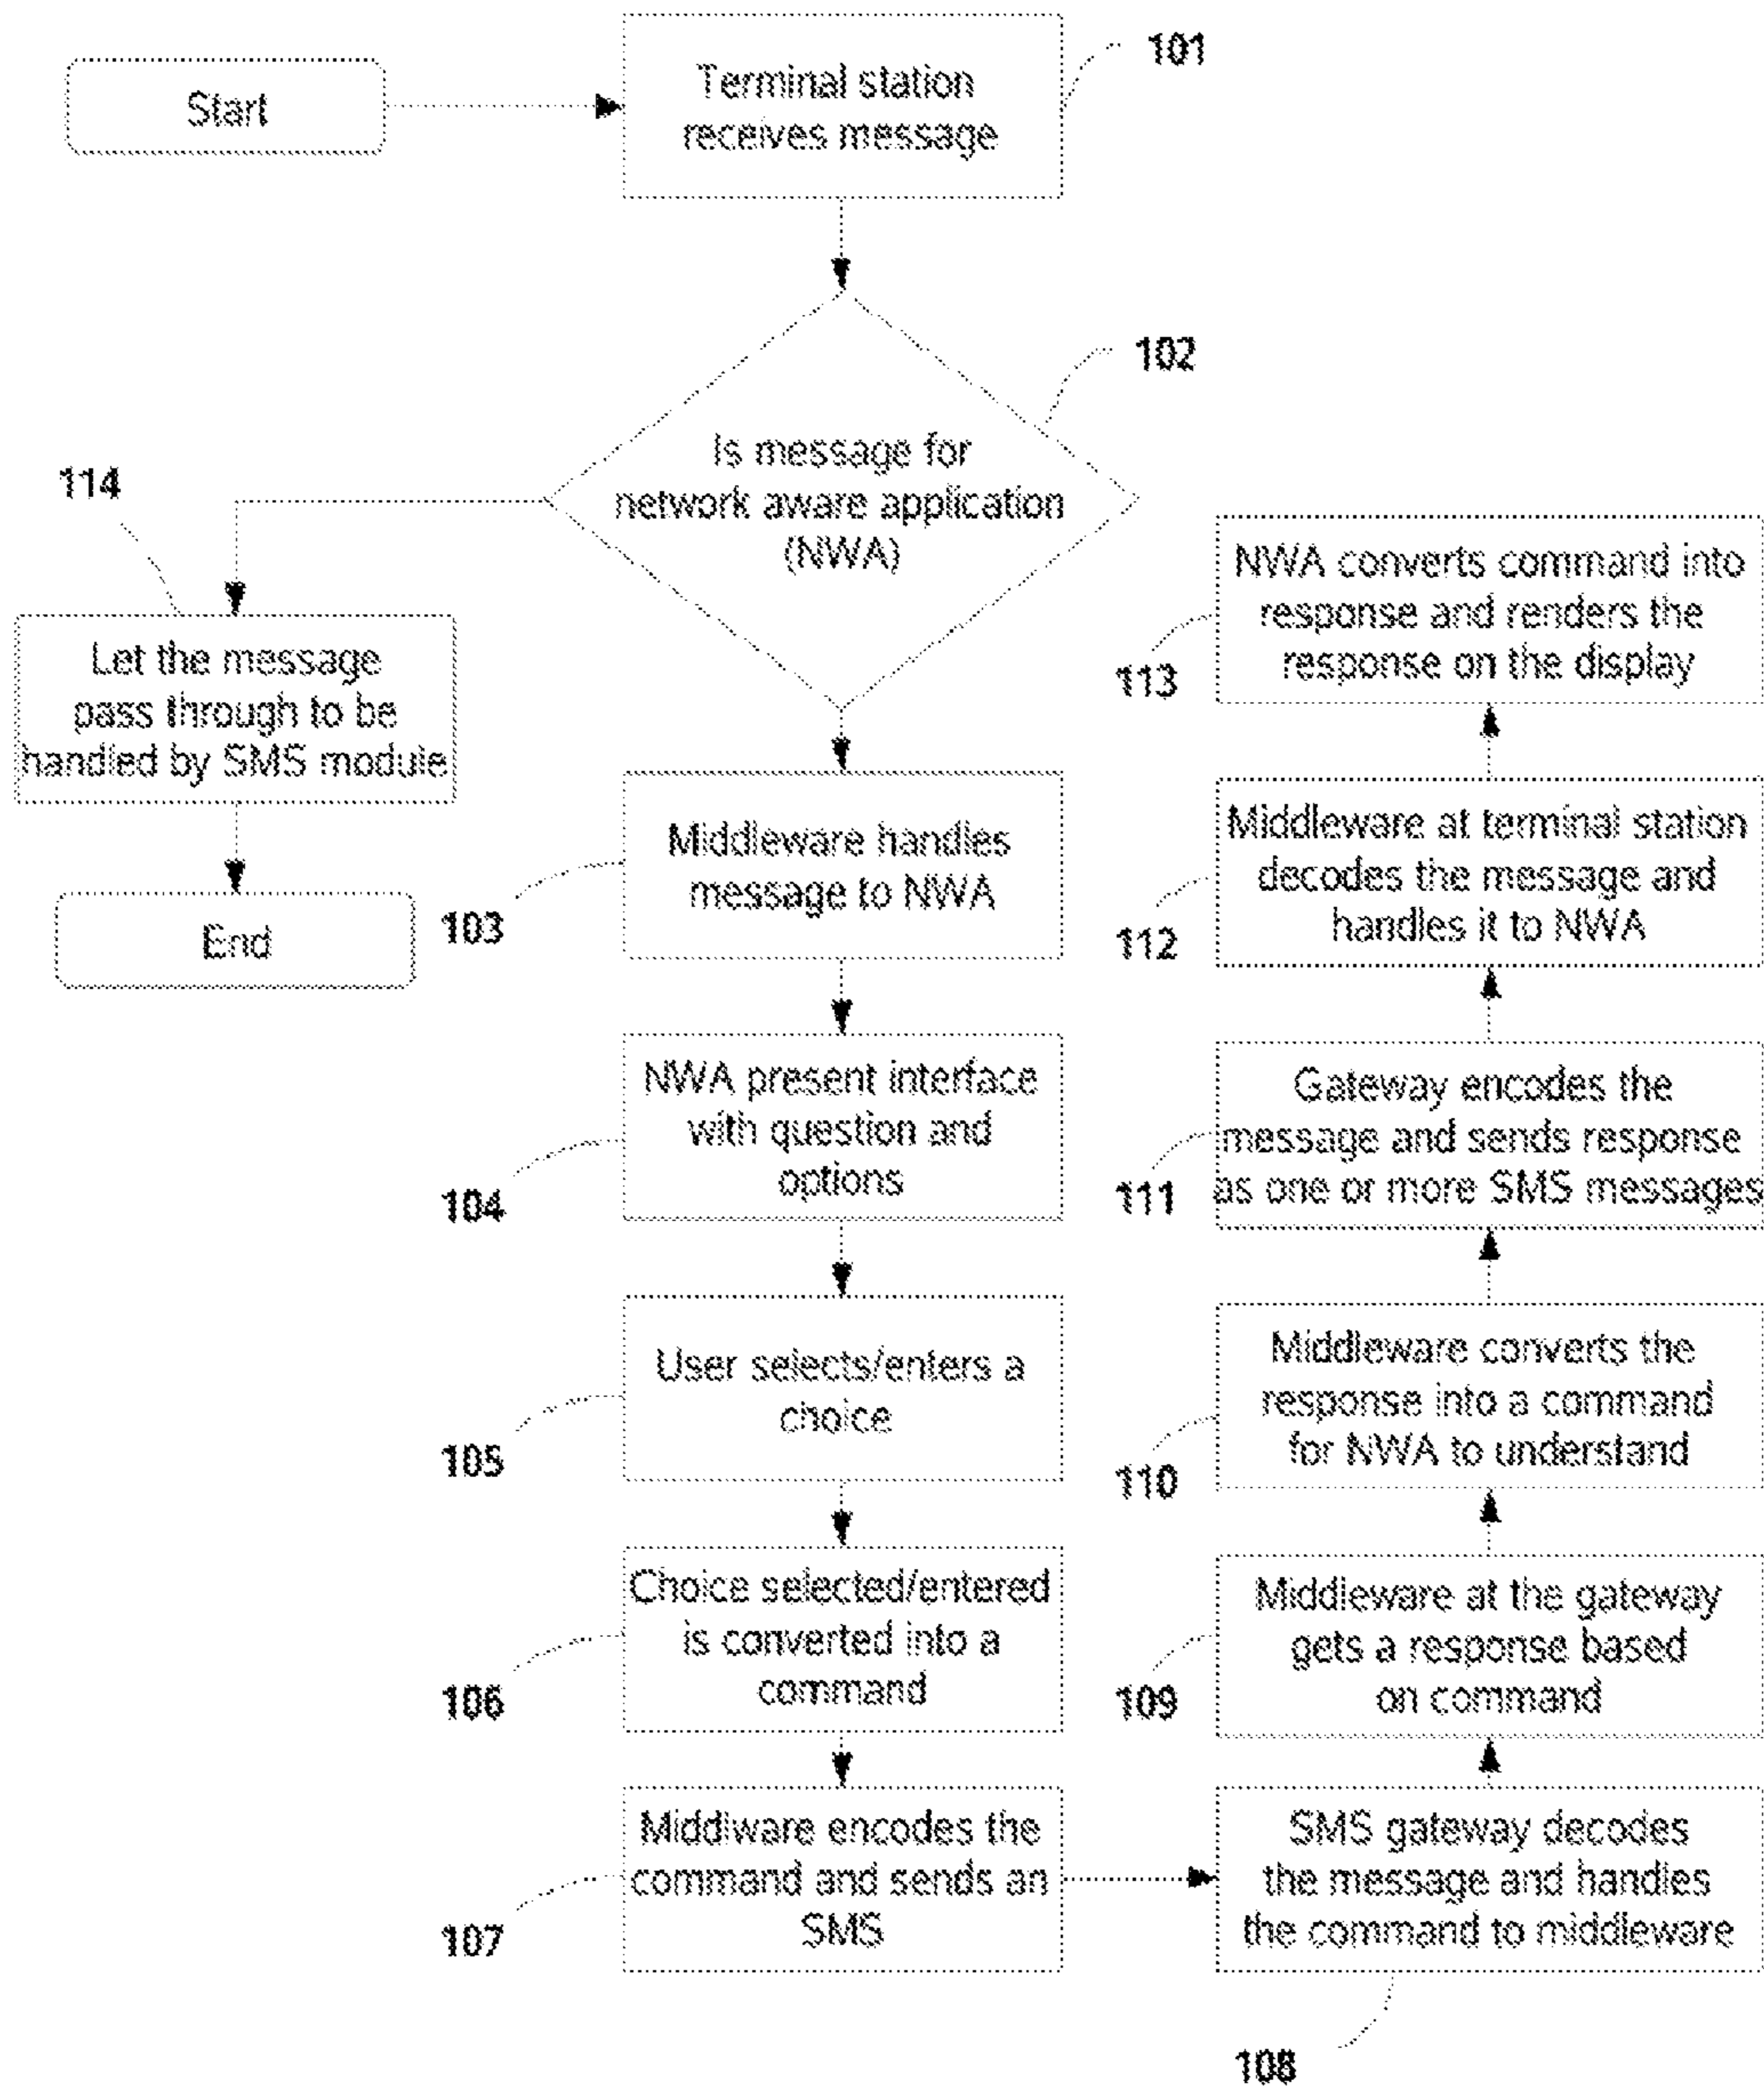 Start
Terminal station
receives message
101
Is message for
network aware application
(NWA)
102
114
Let the message
pass through to be
handled by SMS module
End
Middleware handles
message to NWA
103
NWA present interface
with question and
options
104
User selects/enters a
choice
105
Choice selected/entered
is converted into a
command
106
Middlware encodes the
command and sends an
SMS
107
SMS gateway decodes
the message and handles
the command to middleware
108
Middleware at the gateway
gets a response based
on command
109
Middleware converts the
response into a command
for NWA to understand
110
Gateway encodes the
message and sends response
as one or more SMS messages
111
Middleware at terminal station
decodes the message and
handles it to NWA
112
NWA converts command into
response and renders the
response on the display
113